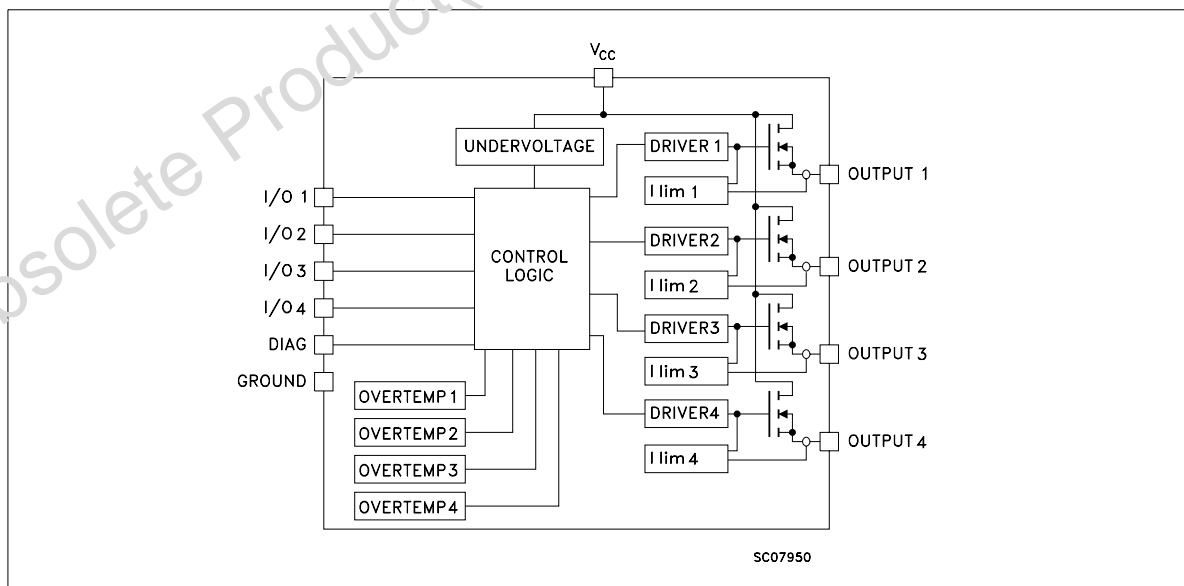 Obsolete Product(
VCC
UNDERVOLTAGE
DRIVER 1
I lim 1
OUTPUT 1
I/O 1
I/O 2
I/O 3
I/O 4
DIAG
GROUND
CONTROL
LOGIC
DRIVER2
I lim 2
OUTPUT 2
DRIVER3
I lim 3
OUTPUT 3
DRIVER4
I lim 4
OUTPUT 4
OVERTEMP 1
OVERTEMP2
OVERTEMP3
OVERTEMP4
SC07950